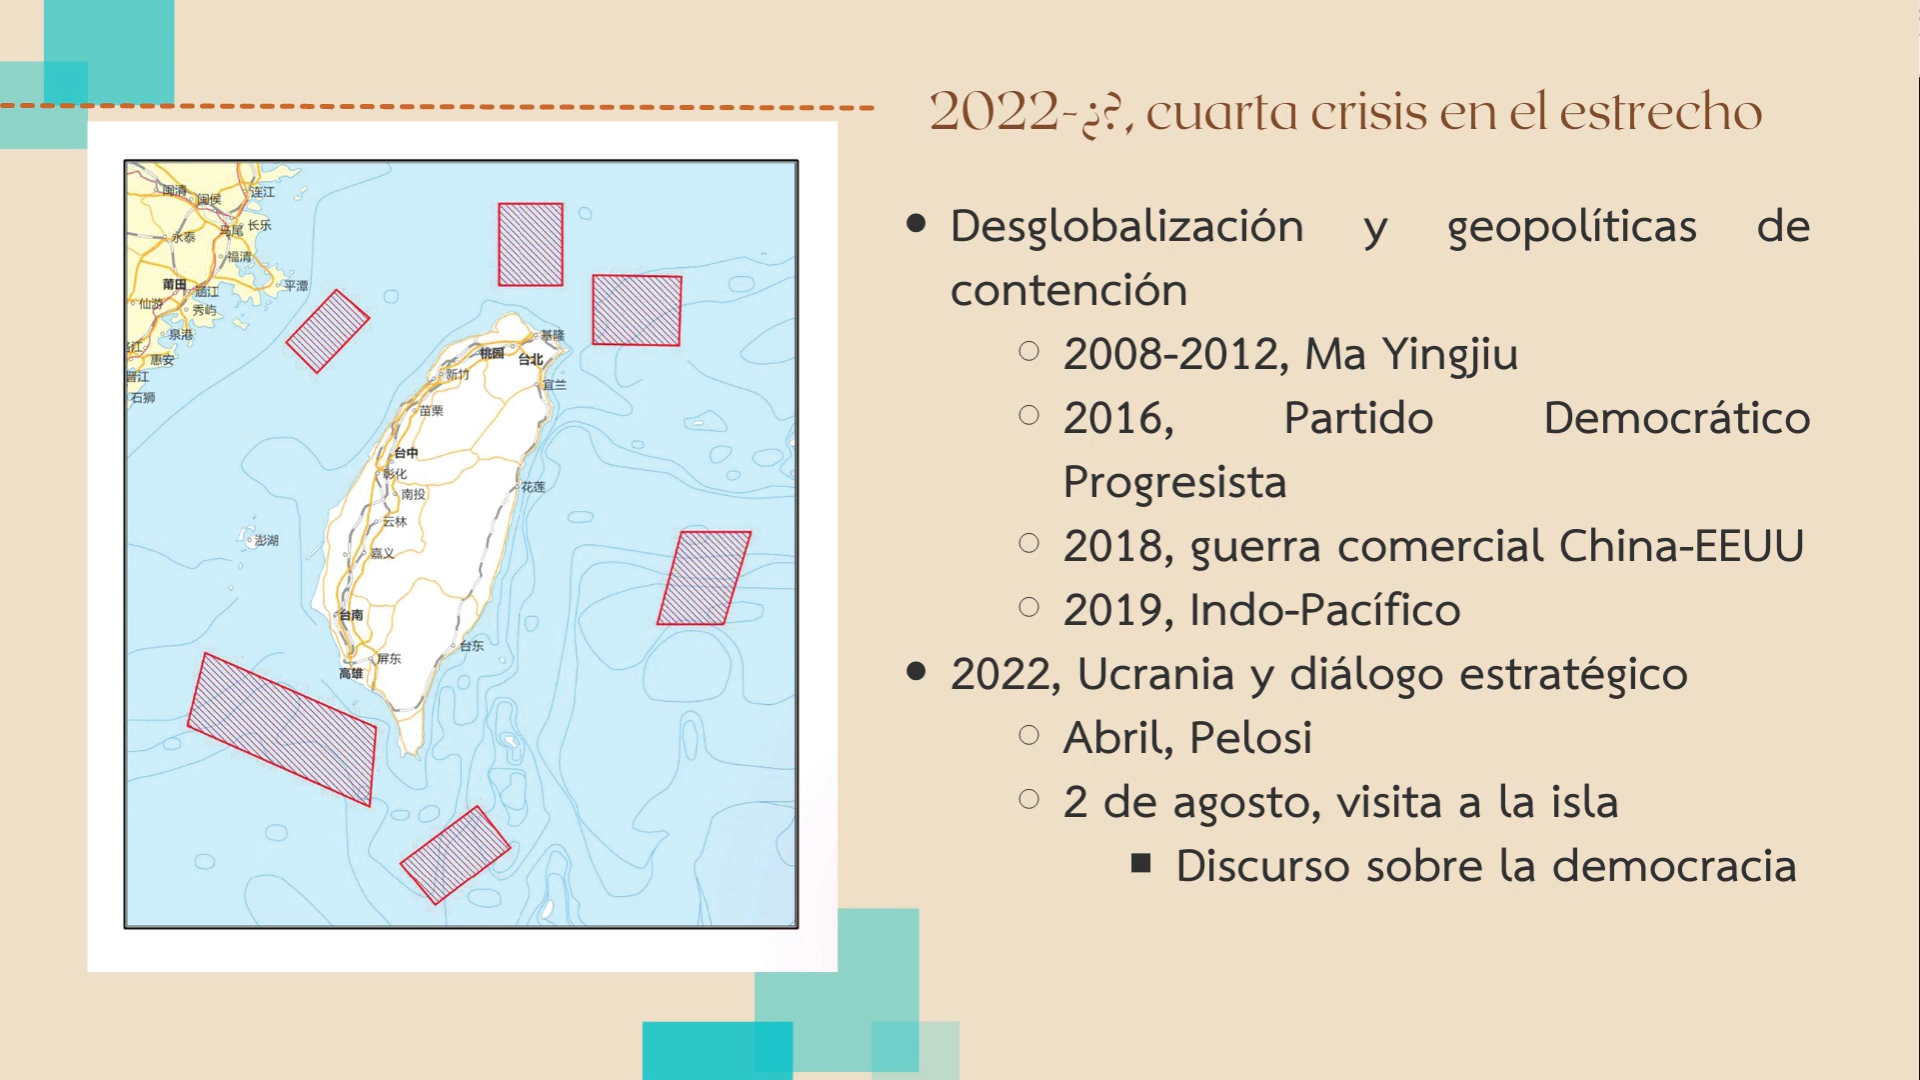 2022-¿?, cuarta crisis en el estrecho
● Desglobalización y geopolíticas de
contención
○ 2008-2012, Ma Yingjiu
○ 2016, Partido Democrático
Progresista
○ 2018, guerra comercial China-EEUU
○ 2019, Indo-Pacífico
● 2022, Ucrania y diálogo estratégico
○ Abril, Pelosi
○ 2 de agosto, visita a la isla
■ Discurso sobre la democracia
闽清
连江
闽侯
长乐
马尾
永泰
福清
莆田
平潭
涵江
仙游
秀屿
泉港
惠安
晋江
石狮
基隆
桃园
台北
新竹
宜兰
苗栗
台中
彰化
花莲
南投
云林
澎湖
嘉义
台南
台东
屏东
高雄